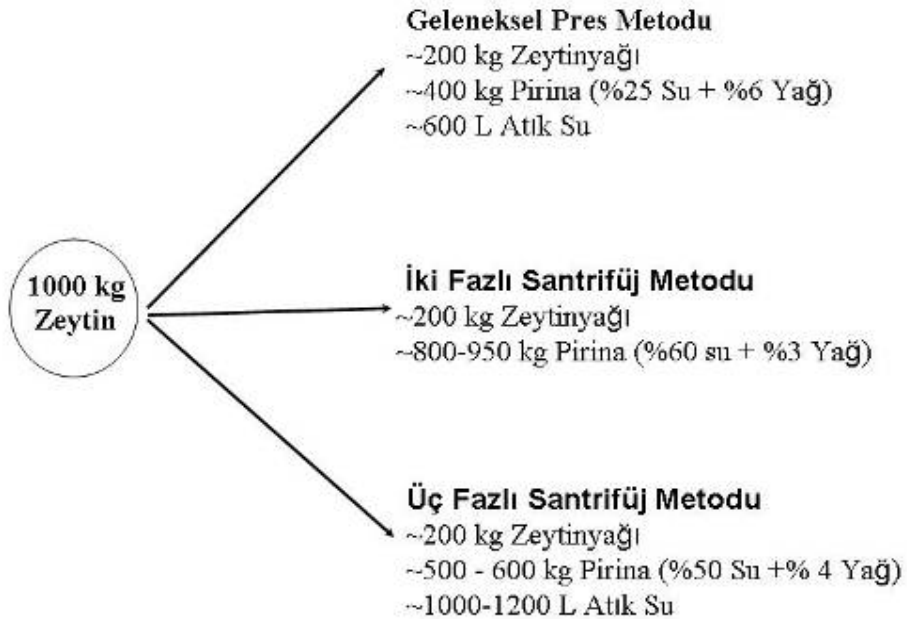 Geleneksel Pres Metodu
~200 kg Zeytinyağı
~400 kg Pirina (%25 Su + %6 Yağ)
~600 L Atık Su
1000 kg
Zeytin
İki Fazlı Santrifüj Metodu
~200 kg Zeytinyağı
~800-950 kg Pirina (%60 su + %3 Yağ)
Üç Fazlı Santrifüj Metodu
~200 kg Zeytinyağı
~500 - 600 kg Pirina (%50 Su +% 4 Yağ)
~1000-1200 L Atık Su